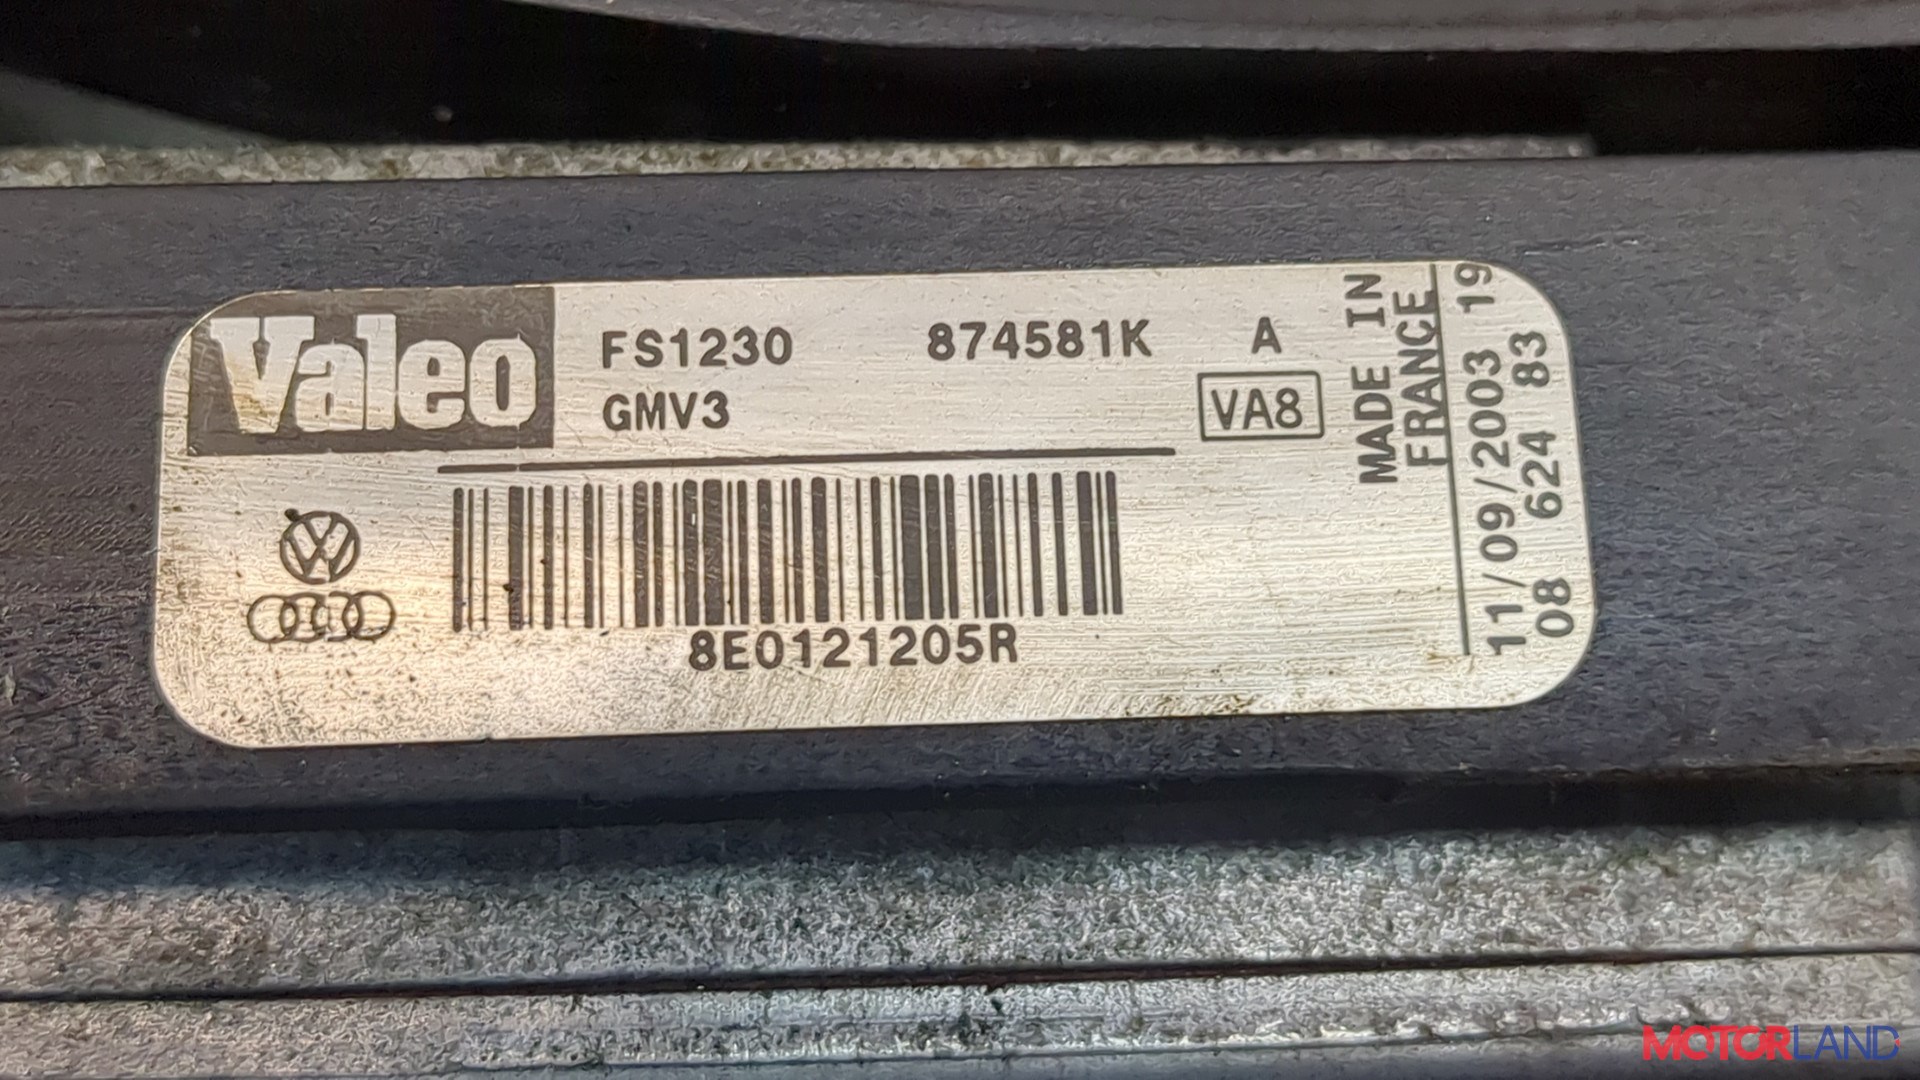 Valeo
FS1230 874581K A
GMV3 VA8
8E0121205R
MADE IN
FRANCE
11/09/2003 19
08 624 83
MOTORLAND